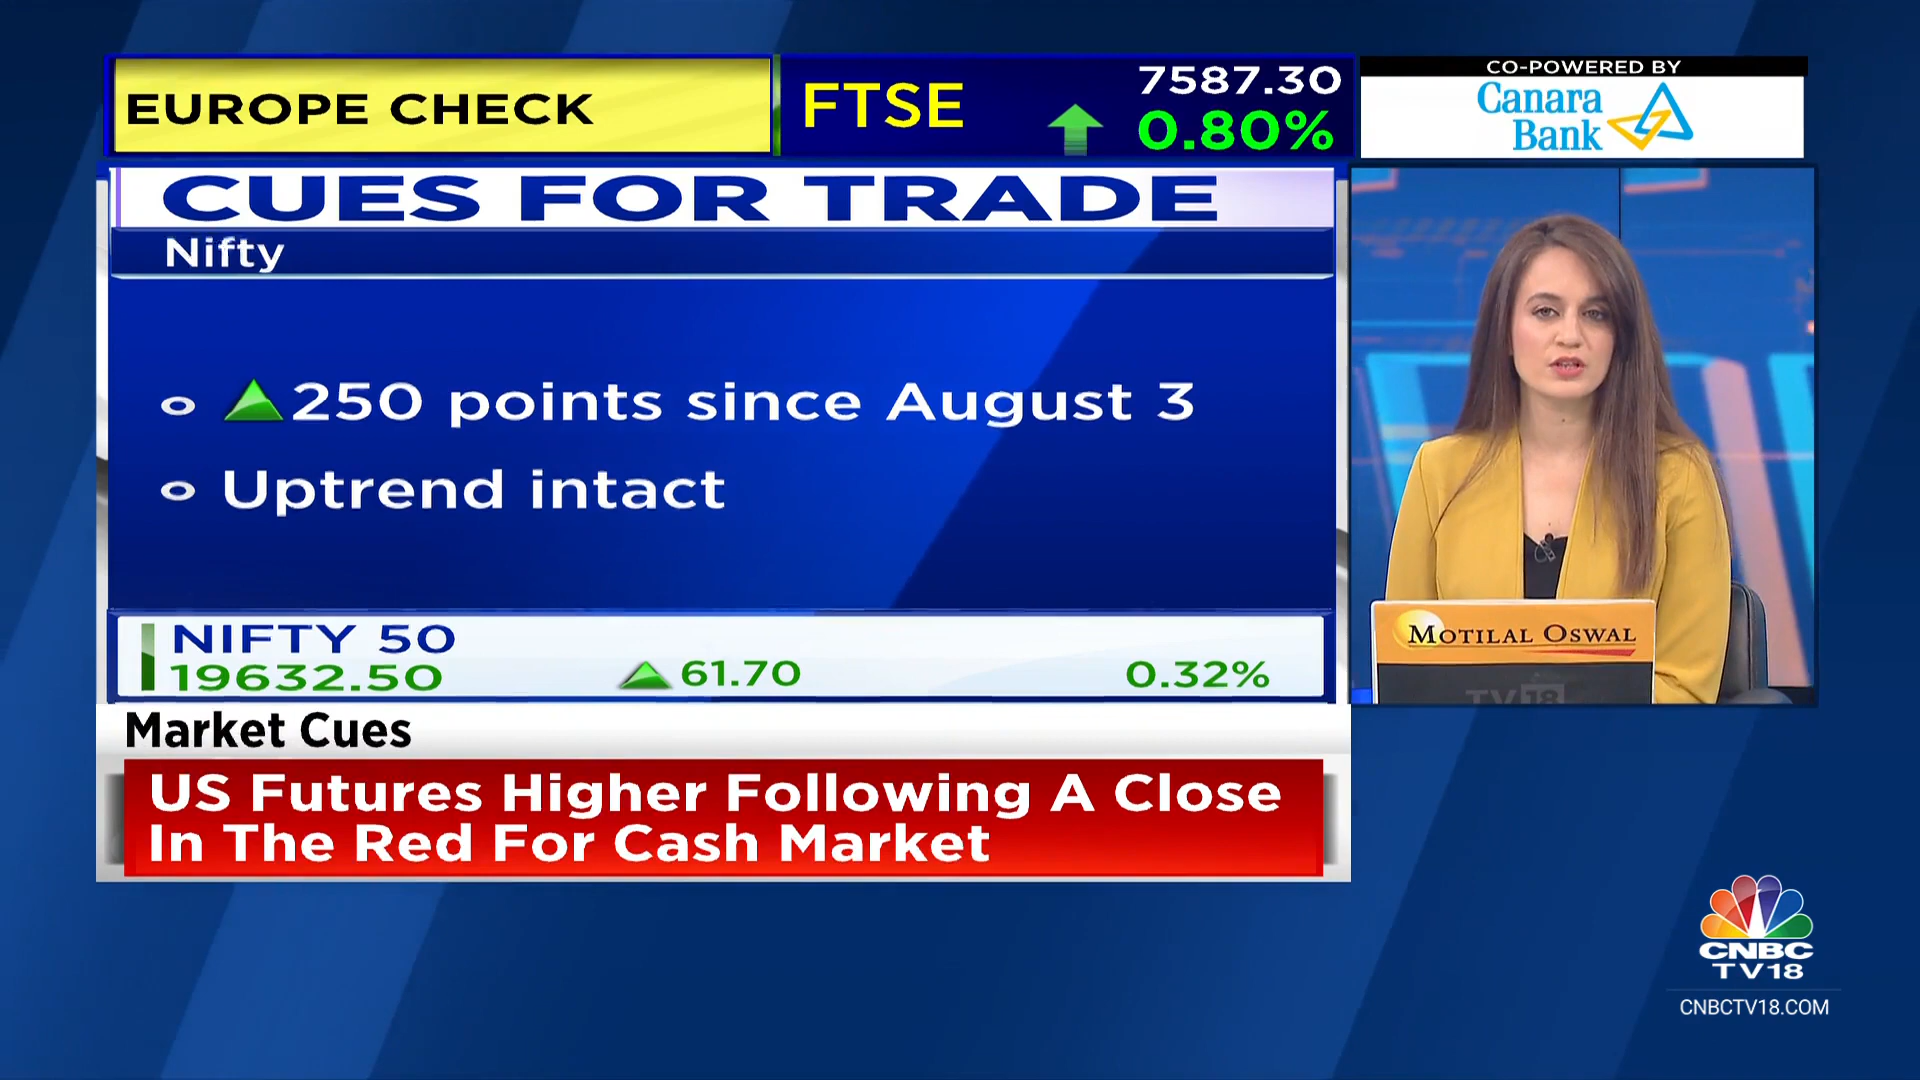 EUROPE CHECK
FTSE
7587.30
0.80%
CO-POWERED BY
Canara
Bank
CUES FOR TRADE
Nifty
250 points since August 3
Uptrend intact
NIFTY 50
19632.50
61.70
0.32%
MOTILAL OSWAL
TV18
Market Cues
US Futures Higher Following A Close
In The Red For Cash Market
CNBC
TV18
CNBCTV18.COM